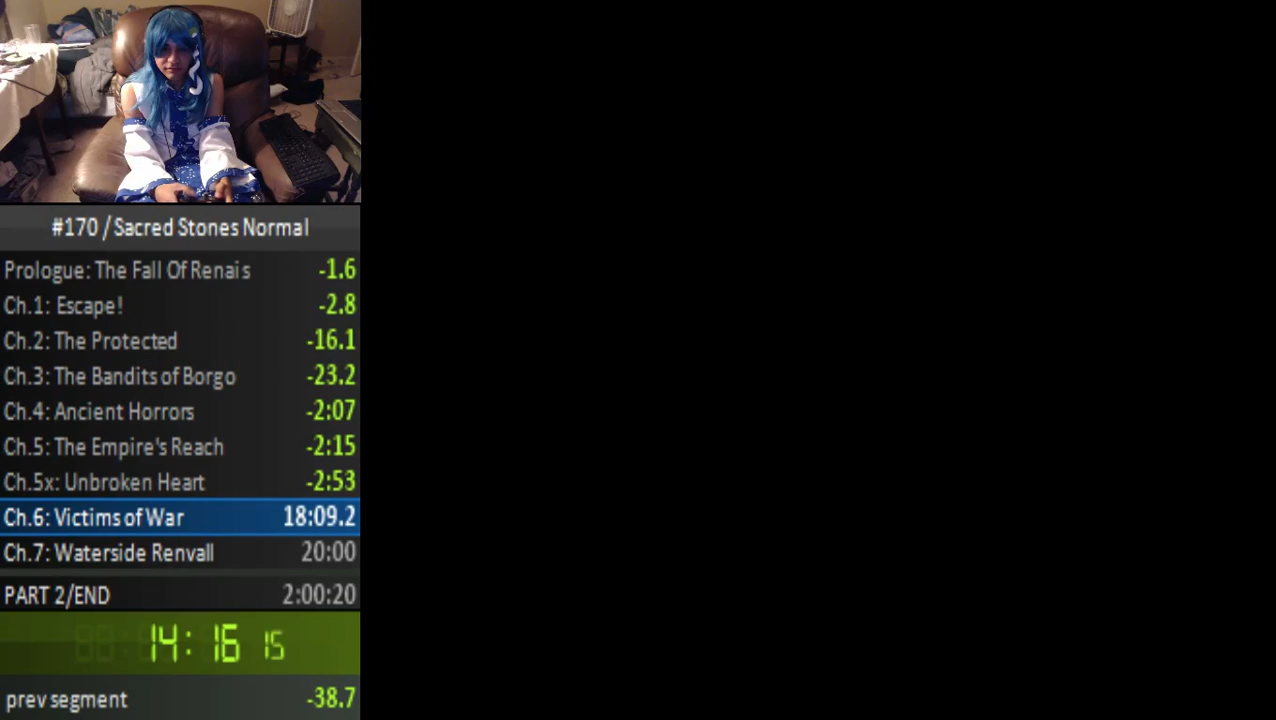 #170 / Sacred Stones Normal
Prologue: The Fall Of Renais -1.6
Ch.1: Escape! -2.8
Ch.2: The Protected -16.1
Ch.3: The Bandits of Borgo -23.2
Ch.4: Ancient Horrors -2:07
Ch.5: The Empire's Reach -2:15
Ch.5x: Unbroken Heart -2:53
Ch.6: Victims of War 18:09.2
Ch.7: Waterside Renvall 20:00
PART 2/END 2:00:20
14:16 15
prev segment -38.7